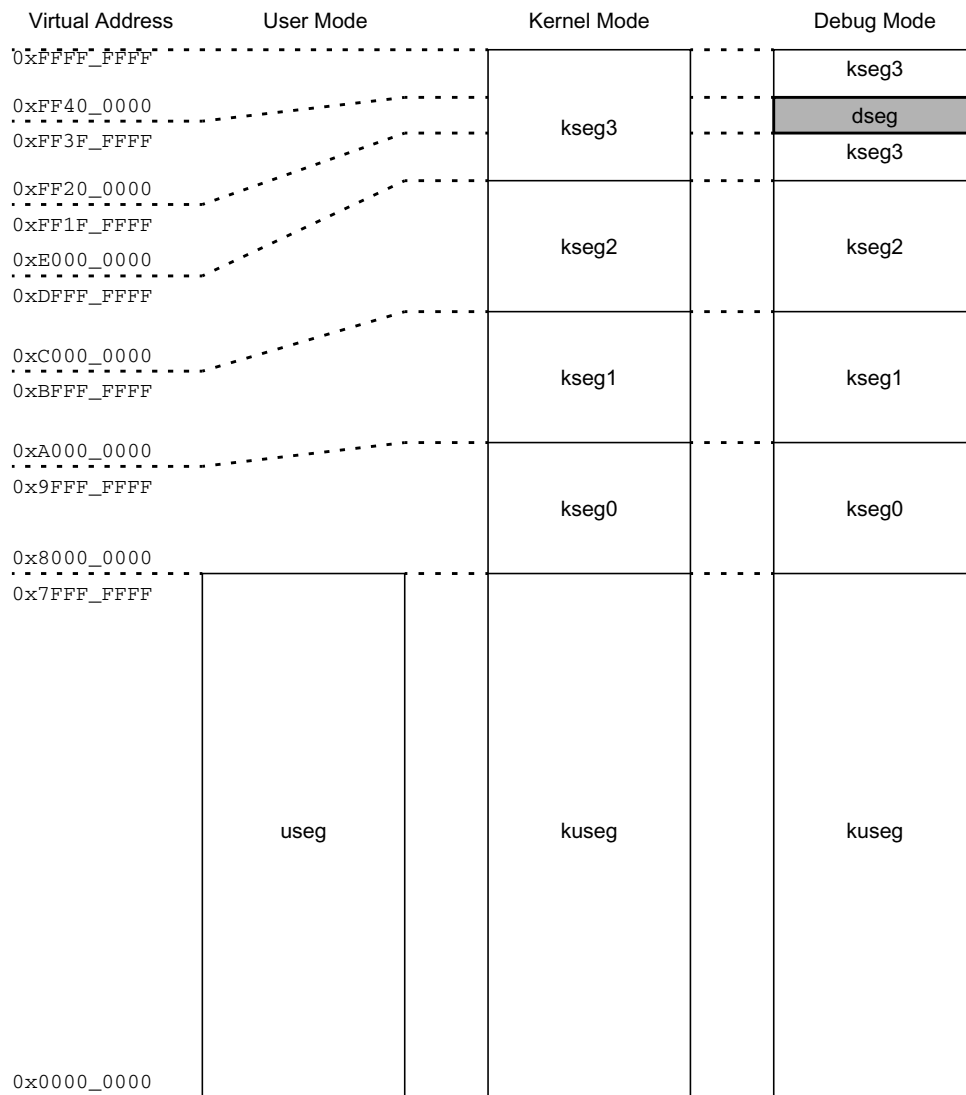 Virtual Address User Mode Kernel Mode Debug Mode
0xFFFF_FFFF
kseg3
0xFF40_0000
dseg
kseg3
0xFF3F_FFFF
kseg3
0xFF20_0000
0xFF1F_FFFF
kseg2 kseg2
0xE000_0000
0xDFFF_FFFF
0xC000_0000
kseg1 kseg1
0xBFFF_FFFF
0xA000_0000
0x9FFF_FFFF
kseg0 kseg0
0x8000_0000
0x7FFF_FFFF
useg kuseg kuseg
0x0000_0000